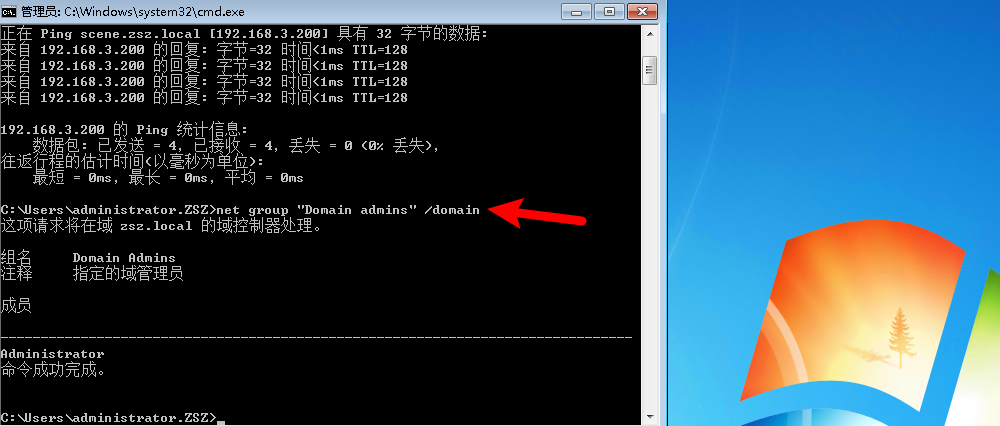 管理员: C:\Windows\system32\cmd.exe
正在 Ping scene.zsz.local [192.168.3.200] 具有 32 字节的数据:
来自 192.168.3.200 的回复: 字节=32 时间<1ms TTL=128
来自 192.168.3.200 的回复: 字节=32 时间<1ms TTL=128
来自 192.168.3.200 的回复: 字节=32 时间<1ms TTL=128
来自 192.168.3.200 的回复: 字节=32 时间<1ms TTL=128
192.168.3.200 的 Ping 统计信息:
数据包: 已发送 = 4, 已接收 = 4, 丢失 = 0 (0% 丢失),
往返行程的估计时间(以毫秒为单位):
最短 = 0ms, 最长 = 0ms, 平均 = 0ms
C:\Users\administrator.ZSZ>net group "Domain admins" /domain
这项请求将在域 zsz.local 的域控制器处理。
组名 Domain Admins
注释 指定的域管理员
成员
-------------------------------------------------------------------------------
Administrator
命令成功完成。
C:\Users\administrator.ZSZ>